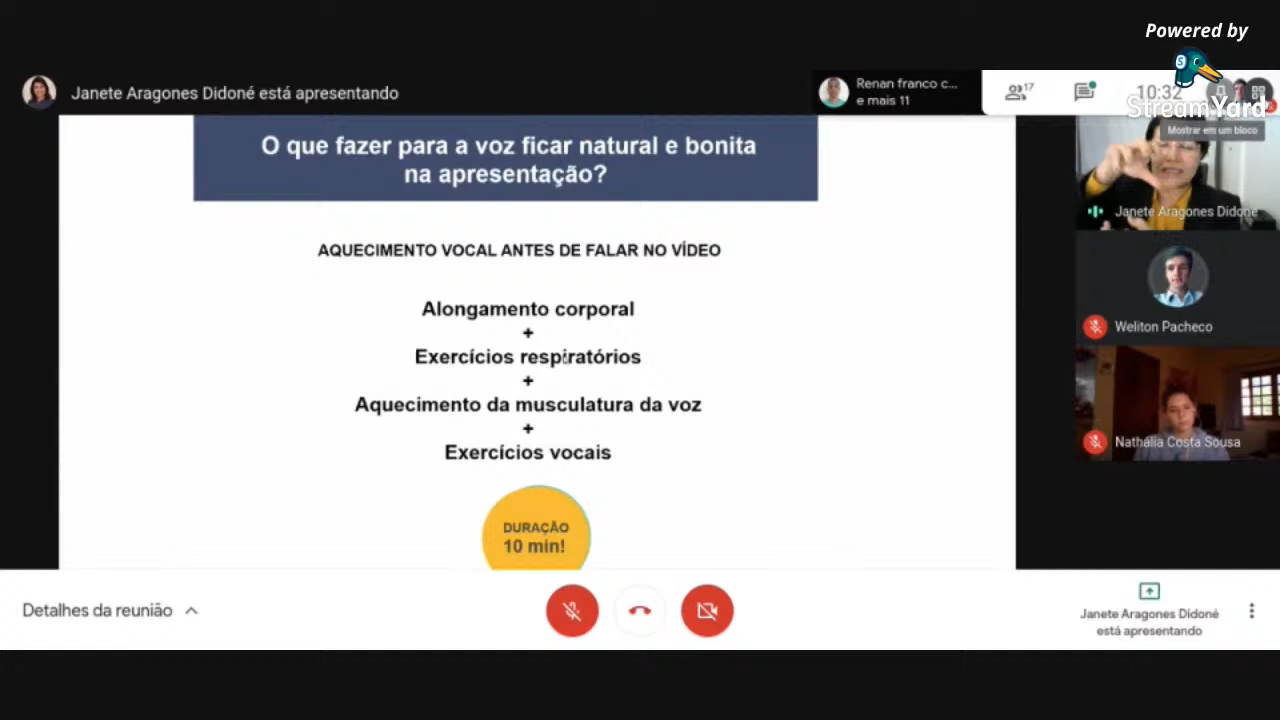 Powered by
StreamYard
Janete Aragones Didoné está apresentando
Renan franco c...
e mais 11
17
10:32
Mostrar em um bloco
O que fazer para a voz ficar natural e bonita
na apresentação?
AQUECIMENTO VOCAL ANTES DE FALAR NO VÍDEO
Alongamento corporal
+
Exercícios respiratórios
+
Aquecimento da musculatura da voz
+
Exercícios vocais
DURAÇÃO
10 min!
Janete Aragones Didoné
Weliton Pacheco
Nathália Costa Sousa
Detalhes da reunião
Janete Aragones Didoné
está apresentando